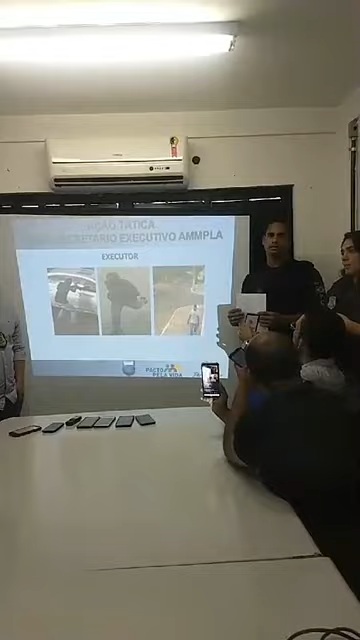 AÇÃO TÁTICA
SECRETÁRIO EXECUTIVO AMMPLA
EXECUTOR
PACTO
PELA VIDA